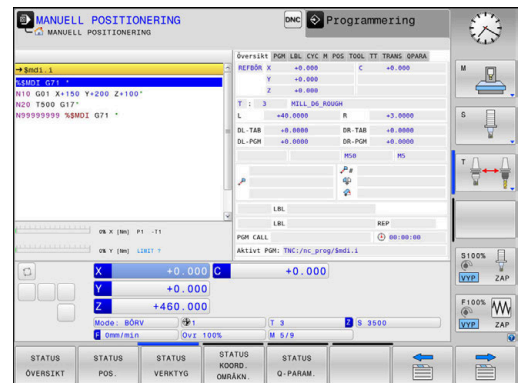 MANUELL POSITIONERING
MANUELL POSITIONERING
DNC
Programmering
→$mdi.i
%$MDI G71 *
N10 G01 X+150 Y+200 Z+100*
N20 T500 G17*
N99999999 %$MDI G71 *
0% X [Nm] P1 -T1
0% Y [Nm] LIMIT ?
Översikt PGM LBL CYC M POS TOOL TT TRANS QPARA
REFBÖR X +0.000 C +0.000
Y +0.000
Z +0.000
T : 3 MILL_D6_ROUGH
L +40.0000 R +3.0000
DL-TAB +0.0000 DR-TAB +0.0000
DL-PGM +0.0000 DR-PGM +0.0000
M50 M5
P #
LBL
LBL REP
PGM CALL 00:00:00
Aktivt PGM: TNC:/nc_prog/$mdi.i
X +0.000 C +0.000
Y +0.000
Z +460.000
Mode: BÖRV 1 T 3 Z S 3500
F 0mm/min Ovr 100% M 5/9
STATUS ÖVERSIKT
STATUS POS.
STATUS VERKTYG
STATUS KOORD. OMRÄKN.
STATUS Q-PARAM.
M
S
T
S100%
VYP ZAP
F100%
VYP ZAP